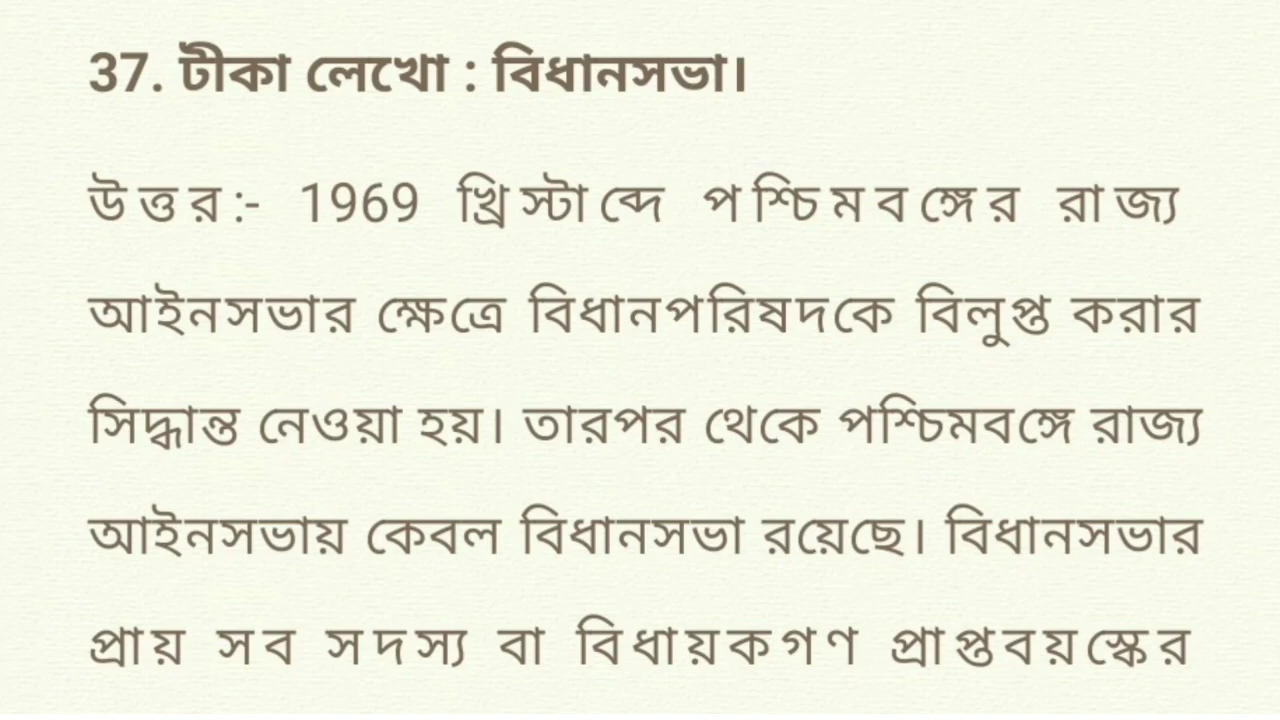 37. টীকা লেখো : বিধানসভা।
উত্তর:- 1969 খ্রিস্টাব্দে পশ্চিমবঙ্গের রাজ্য
আইনসভার ক্ষেত্রে বিধানপরিষদকে বিলুপ্ত করার
সিদ্ধান্ত নেওয়া হয়। তারপর থেকে পশ্চিমবঙ্গে রাজ্য
আইনসভায় কেবল বিধানসভা রয়েছে। বিধানসভার
প্রায় সব সদস্য বা বিধায়কগণ প্রাপ্তবয়স্কের